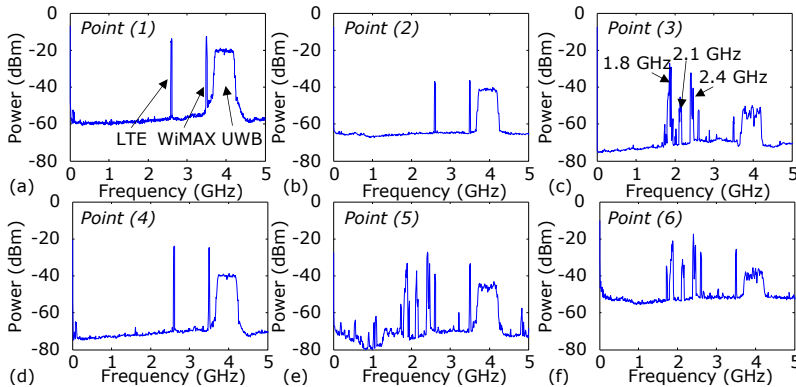 Power (dBm)
0
-20
-40
-60
-80
Point (1)
LTE WiMAX UWB
0 1 2 3 4 5
(a) Frequency (GHz)
Power (dBm)
0
-20
-40
-60
-80
Point (2)
0 1 2 3 4 5
(b) Frequency (GHz)
Power (dBm)
0
-20
-40
-60
-80
Point (3)
1.8 GHz
2.1 GHz
2.4 GHz
0 1 2 3 4 5
(c) Frequency (GHz)
Power (dBm)
0
-20
-40
-60
-80
Point (4)
0 1 2 3 4 5
(d) Frequency (GHz)
Power (dBm)
0
-20
-40
-60
-80
Point (5)
0 1 2 3 4 5
(e) Frequency (GHz)
Power (dBm)
0
-20
-40
-60
-80
Point (6)
0 1 2 3 4 5
(f) Frequency (GHz)